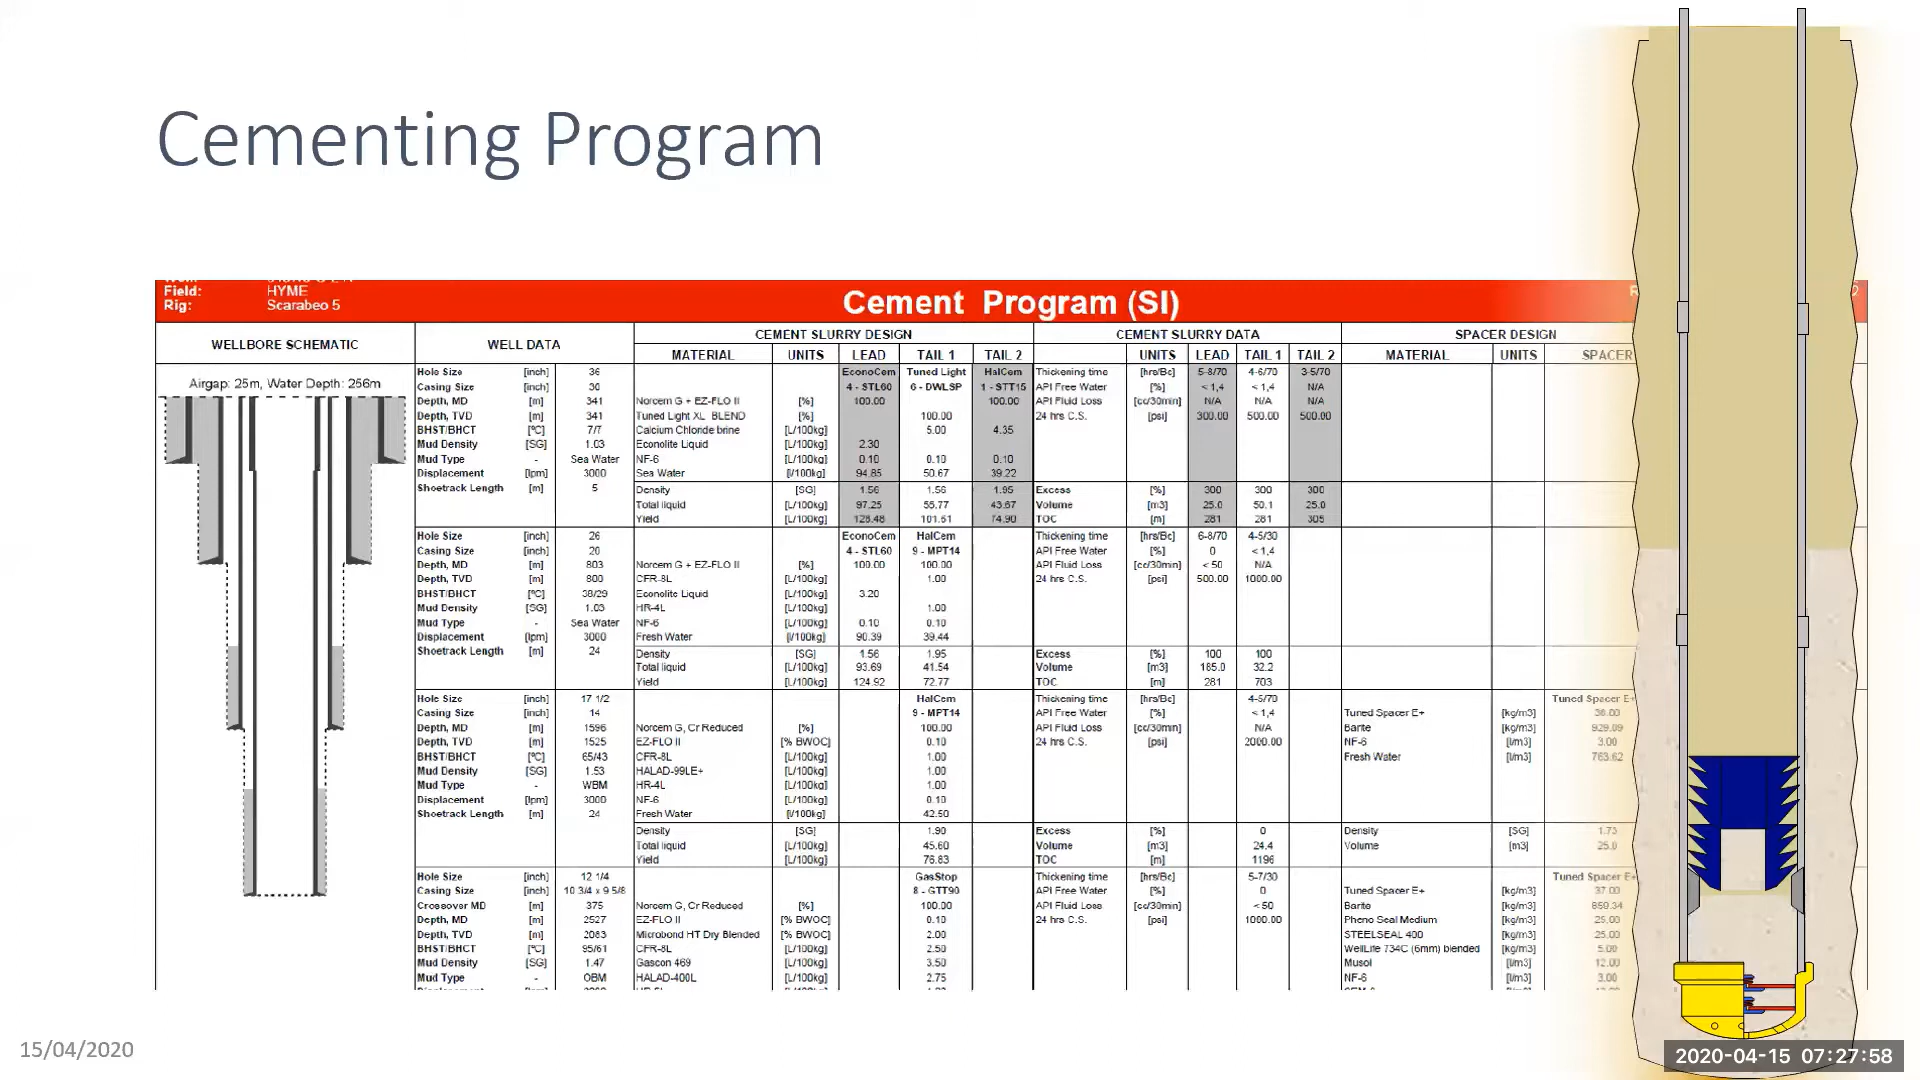 Cementing Program
Field: HYME
Rig: Scarabeo 5
Cement Program (SI)
WELLBORE SCHEMATIC WELL DATA CEMENT SLURRY DESIGN CEMENT SLURRY DATA SPACER DESIGN
MATERIAL UNITS LEAD TAIL 1 TAIL 2 UNITS LEAD TAIL 1 TAIL 2 MATERIAL UNITS SPACER
Airgap: 25m, Water Depth: 256m
Hole Size [inch] 36 EconoCem Tuned Light HalCem Thickening time [hrs/Bc] 5-8/70 4-6/70 3-5/70
Casing Size [inch] 30 4 - STL60 6 - DWLSP 1 - STT15 API Free Water [%] < 1,4 < 1,4 N/A
Depth, MD [m] 341 Norcem G + EZ-FLO II [%] 100.00 100.00 API Fluid Loss [cc/30min] N/A N/A N/A
Depth, TVD [m] 341 Tuned Light XL BLEND [%] 100.00 24 hrs C.S. [psi] 300.00 500.00 500.00
BHST/BHCT [ºC] 7/7 Calcium Chloride brine [L/100kg] 5.00 4.35
Mud Density [SG] 1.03 Econolite Liquid [L/100kg] 2.30
Mud Type - Sea Water NF-6 [L/100kg] 0.10 0.10 0.10
Displacement [lpm] 3000 Sea Water [l/100kg] 94.85 50.67 39.22
Shoetrack Length [m] 5 Density [SG] 1.56 1.56 1.95 Excess [%] 300 300 300
Total liquid [L/100kg] 97.25 55.77 43.67 Volume [m3] 25.0 50.1 25.0
Yield [L/100kg] 128.48 101.61 74.90 TOC [m] 281 281 305
Hole Size [inch] 26 EconoCem HalCem Thickening time [hrs/Bc] 6-8/70 4-5/30
Casing Size [inch] 20 4 - STL60 9 - MPT14 API Free Water [%] 0 < 1,4
Depth, MD [m] 803 Norcem G + EZ-FLO II [%] 100.00 100.00 API Fluid Loss [cc/30min] < 50 N/A
Depth, TVD [m] 800 CFR-8L [L/100kg] 1.00 24 hrs C.S. [psi] 500.00 1000.00
BHST/BHCT [ºC] 38/29 Econolite Liquid [L/100kg] 3.20
Mud Density [SG] 1.03 HR-4L [L/100kg] 1.00
Mud Type - Sea Water NF-6 [L/100kg] 0.10 0.10
Displacement [lpm] 3000 Fresh Water [l/100kg] 90.39 39.44
Shoetrack Length [m] 24 Density [SG] 1.56 1.95 Excess [%] 100 100
Total liquid [L/100kg] 93.69 41.54 Volume [m3] 185.0 32.2
Yield [L/100kg] 124.92 72.77 TOC [m] 281 703
Hole Size [inch] 17 1/2 HalCem Thickening time [hrs/Bc] 4-5/70 Tuned Spacer E+
Casing Size [inch] 14 9 - MPT14 API Free Water [%] < 1,4 Tuned Spacer E+ [kg/m3] 36.00
Depth, MD [m] 1596 Norcem G, Cr Reduced [%] 100.00 API Fluid Loss [cc/30min] N/A Barite [kg/m3] 929.09
Depth, TVD [m] 1525 EZ-FLO II [% BWOC] 0.10 24 hrs C.S. [psi] 2000.00 NF-6 [l/m3] 3.00
BHST/BHCT [ºC] 65/43 CFR-8L [L/100kg] 1.00 Fresh Water [l/m3] 763.62
Mud Density [SG] 1.53 HALAD-99LE+ [L/100kg] 1.00
Mud Type - WBM HR-4L [L/100kg] 1.00
Displacement [lpm] 3000 NF-6 [L/100kg] 0.10
Shoetrack Length [m] 24 Fresh Water [l/100kg] 42.50
Density [SG] 1.90 Excess [%] 0 Density [SG] 1.73
Total liquid [L/100kg] 45.60 Volume [m3] 24.4 Volume [m3] 25.0
Yield [L/100kg] 76.83 TOC [m] 1196
Hole Size [inch] 12 1/4 GasStop Thickening time [hrs/Bc] 5-7/30 Tuned Spacer E+
Casing Size [inch] 10 3/4 x 9 5/8 8 - GTT90 API Free Water [%] 0 Tuned Spacer E+ [kg/m3] 37.00
Crossover MD [m] 375 Norcem G, Cr Reduced [%] 100.00 API Fluid Loss [cc/30min] < 50 Barite [kg/m3] 859.34
Depth, MD [m] 2527 EZ-FLO II [% BWOC] 0.10 24 hrs C.S. [psi] 1000.00 Pheno Seal Medium [kg/m3] 25.00
Depth, TVD [m] 2083 Microbond HT Dry Blended [% BWOC] 2.00 STEELSEAL 400 [kg/m3] 25.00
BHST/BHCT [ºC] 95/61 CFR-8L [L/100kg] 2.50 WellLife 734C (6mm) blended [kg/m3] 5.00
Mud Density [SG] 1.47 Gascon 469 [L/100kg] 3.50 Musol [l/m3] 12.00
Mud Type - OBM HALAD-400L [L/100kg] 2.75 NF-6 [l/m3] 3.00
15/04/2020
2020-04-15 07:27:58